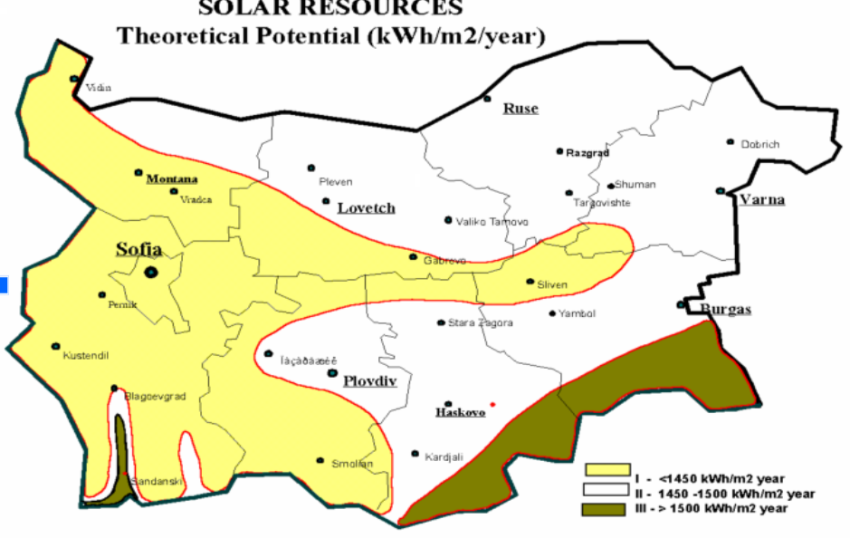 SOLAR RESOURCES
Theoretical Potential (kWh/m2/year)
Vidin
Ruse
Razgrad
Dobrich
Montana
Pleven
Shuman
Vratca
Targovishte
Varna
Lovetch
Valiko Tarnovo
Sofia
Gabrevo
Sliven
Pernik
Burgas
Yambol
Stara Zagora
Kustendil
Plovdiv
Blagoevgrad
Haskovo
Kardjali
Smolian
Sandanski
I - <1450 kWh/m2 year
II - 1450 -1500 kWh/m2 year
III - > 1500 kWh/m2 year